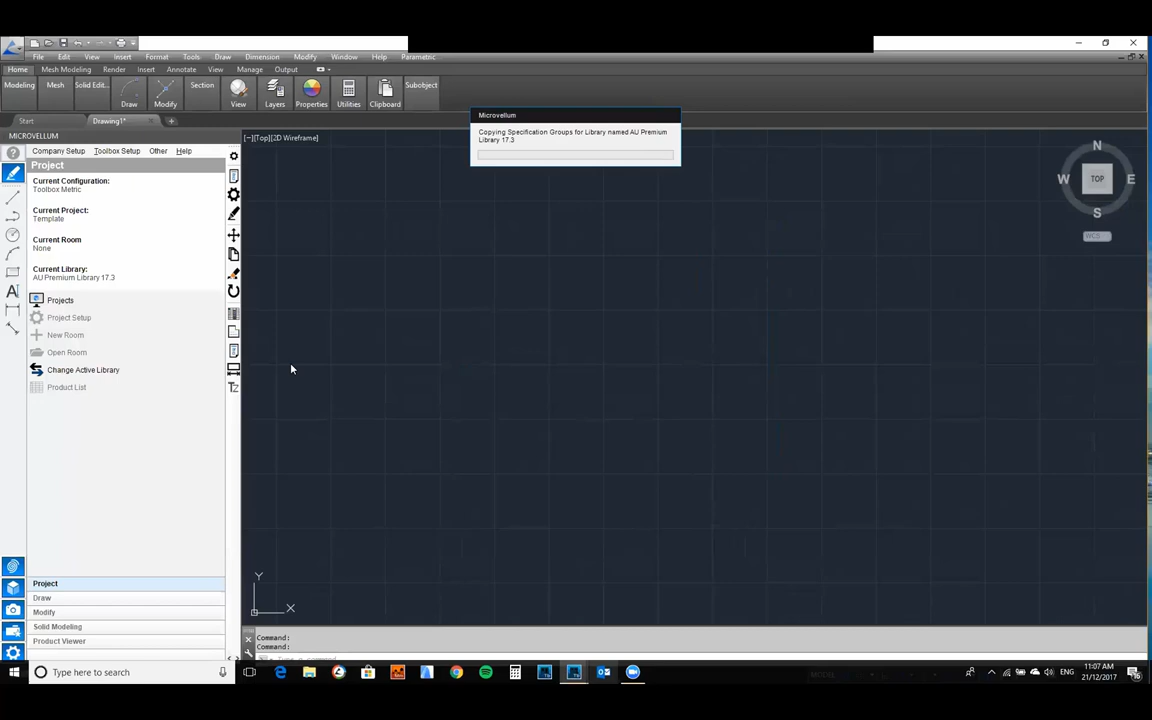 File Edit View Insert Format Tools Draw Dimension Modify Window Help Parametric
Home Mesh Modeling Render Insert Annotate View Manage Output
Modeling Mesh Solid Edit... Draw Modify Section View Layers Properties Utilities Clipboard Subobject
Start Drawing1*
MICROVELLUM
Company Setup Toolbox Setup Other Help
Project
Current Configuration:
Toolbox Metric
Current Project:
Template
Current Room
None
Current Library:
AU Premium Library 17.3
Projects
Project Setup
New Room
Open Room
Change Active Library
Product List
[−][Top][2D Wireframe]
Microvellum
Copying Specification Groups for Library named AU Premium
Library 17.3
N
W TOP E
S
WCS
Y
X
Project
Draw
Modify
Solid Modeling
Product Viewer
Command:
Command:
Type here to search
MODEL
ENG
11:07 AM
21/12/2017